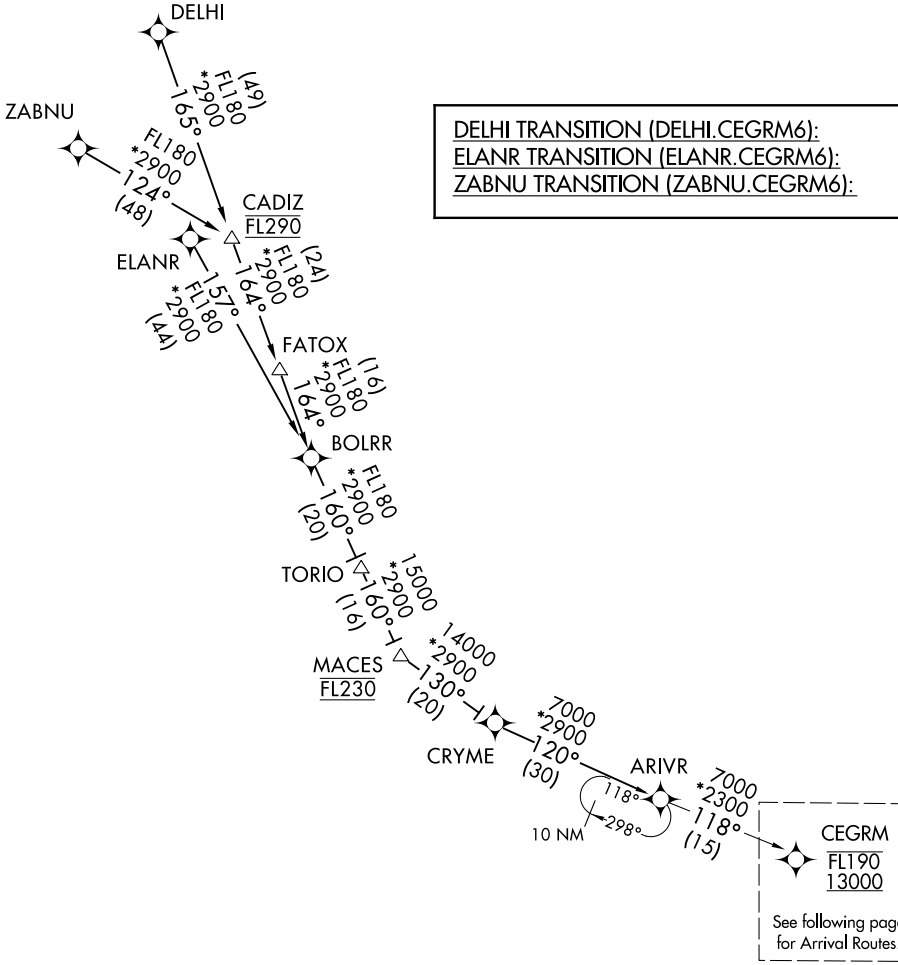 DELHI
(49)
FL180
*2900
165°
ZABNU
FL180
*2900
124°
(48)
DELHI TRANSITION (DELHI.CEGRM6):
ELANR TRANSITION (ELANR.CEGRM6):
ZABNU TRANSITION (ZABNU.CEGRM6):
CADIZ
FL290
ELANR
(24)
FL180
*2900
164°
157°
FL180
*2900
(44)
FATOX
(16)
FL180
*2900
164°
BOLRR
FL180
*2900
160°
(20)
TORIO
15000
*2900
160°
(16)
MACES
FL230
14000
*2900
130°
(20)
CRYME
7000
*2900
120°
(30)
ARIVR
118°
298°
10 NM
7000
*2300
118°
(15)
CEGRM
FL190
13000
See following page
for Arrival Routes.